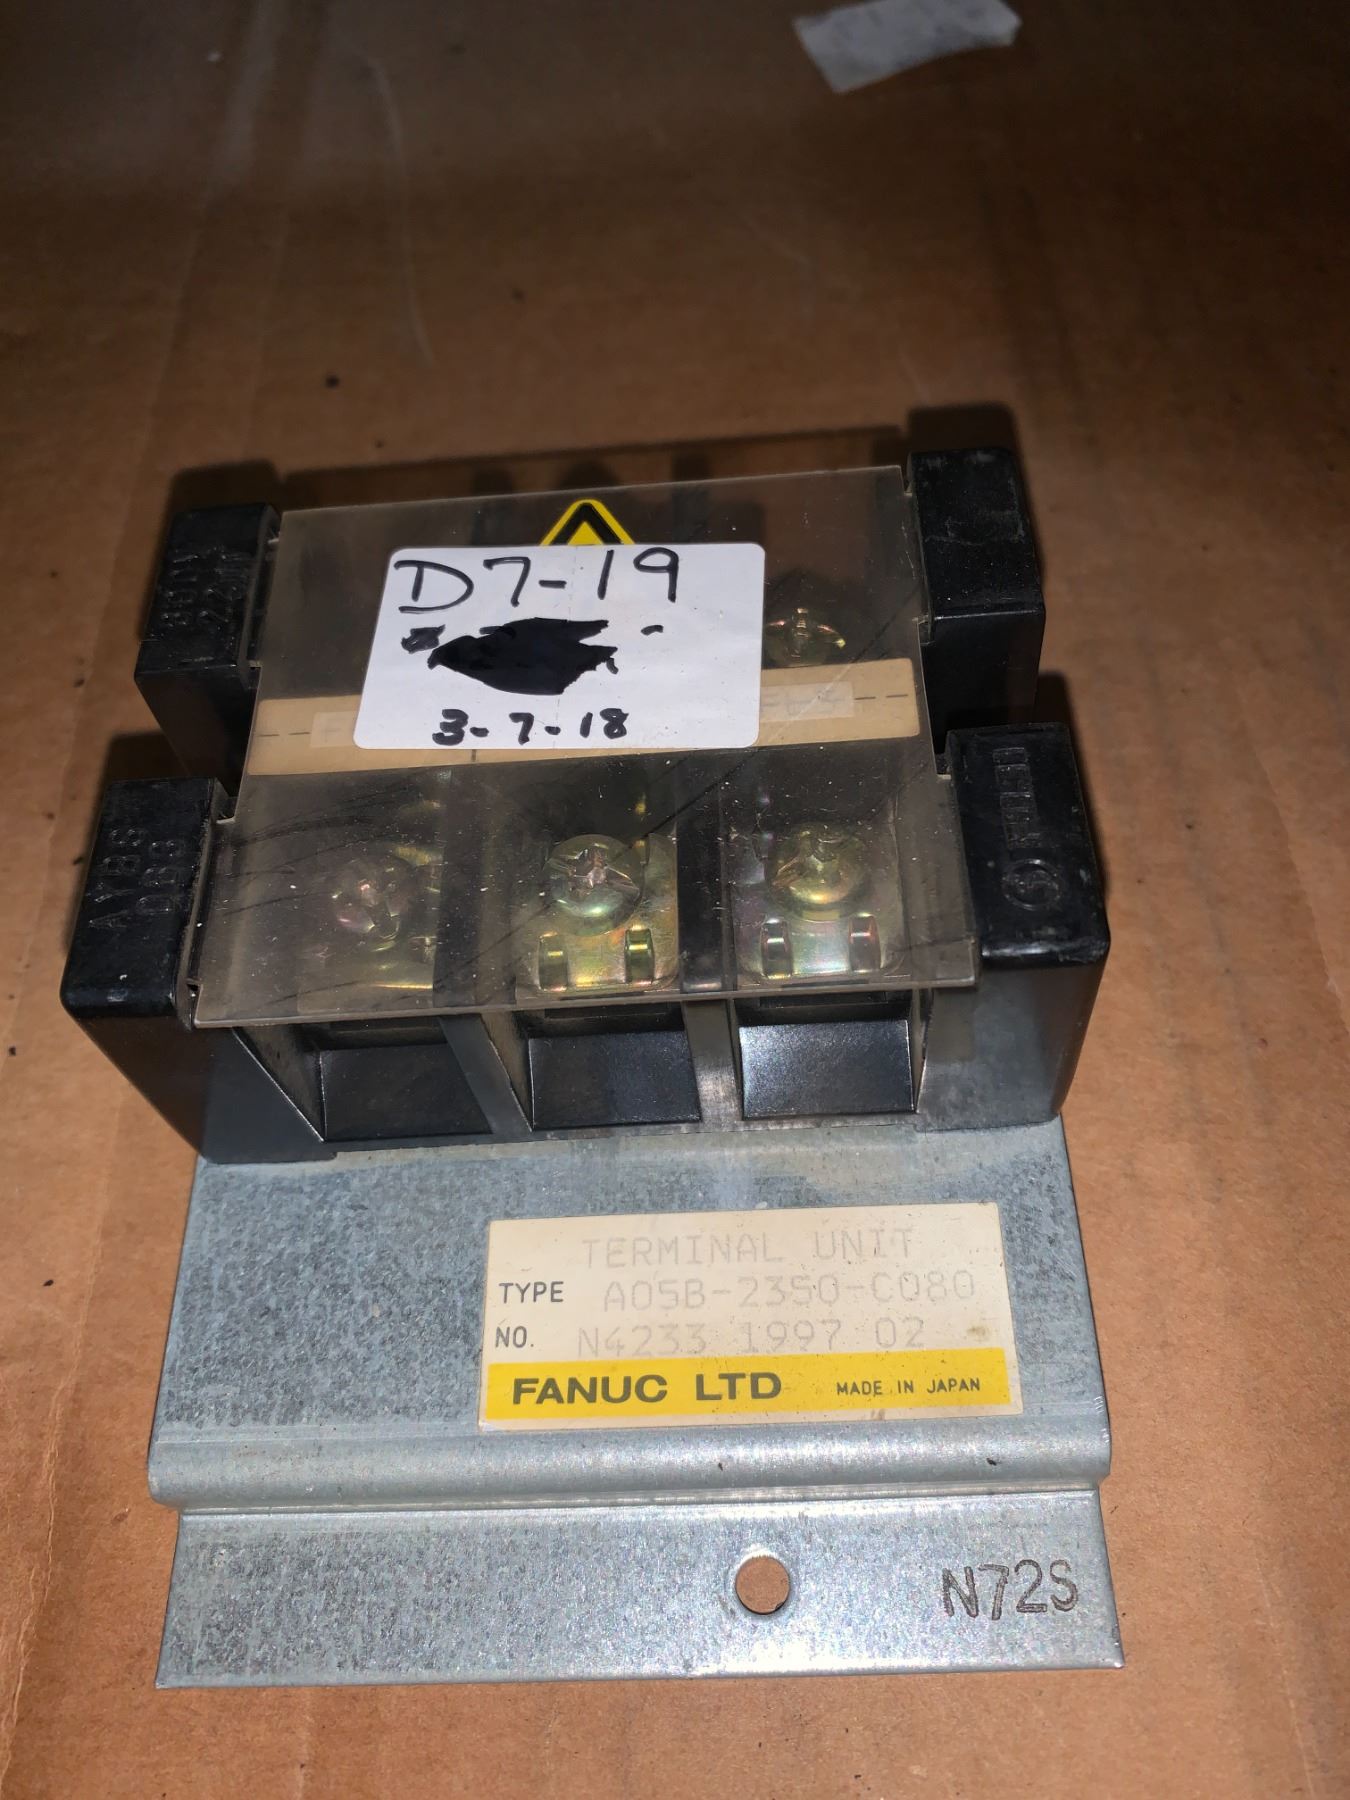 D7-19
3-7-18
TERMINAL UNIT
TYPE A05B-2350-C080
NO. N4233 1997 02
FANUC LTD MADE IN JAPAN
N72S